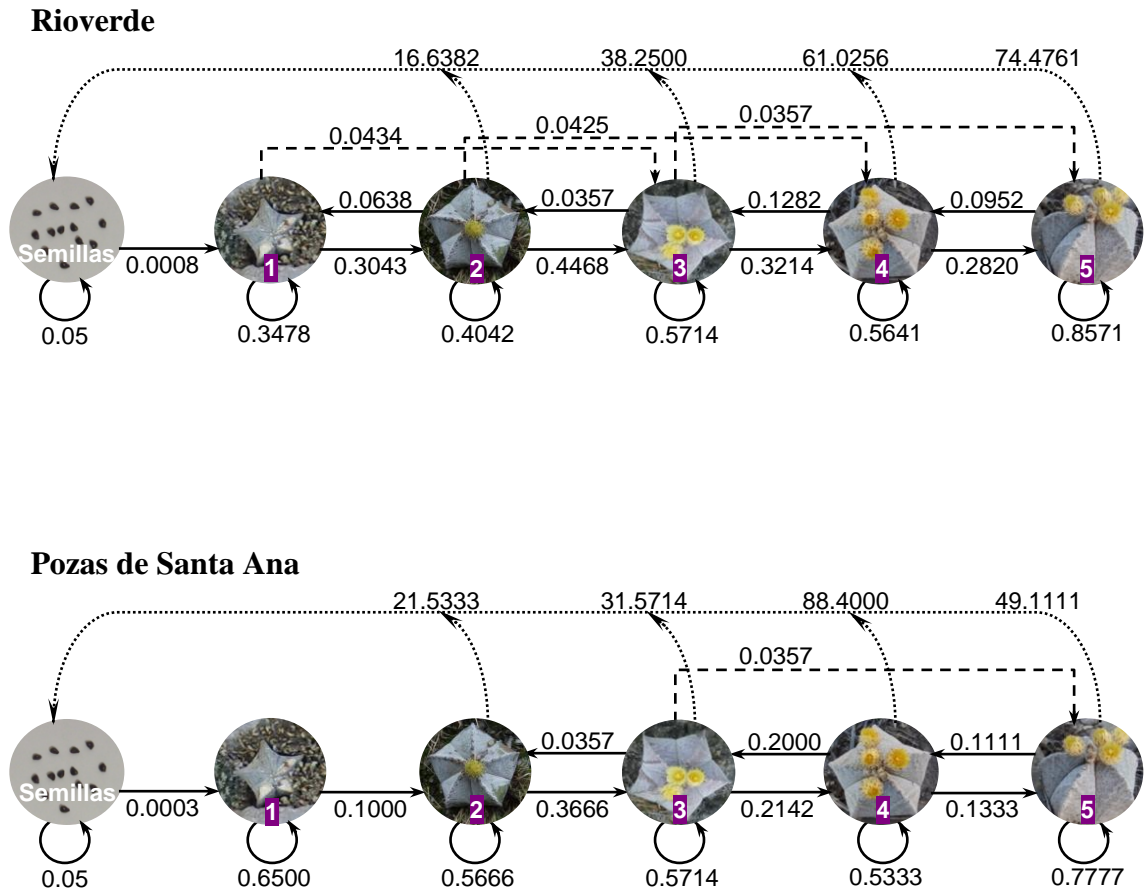 Rioverde
16.6382 38.2500 61.0256 74.4761
0.0434 0.0425 0.0357
0.0638 0.0357 0.1282 0.0952
Semillas 1 2 3 4 5
0.0008 0.3043 0.4468 0.3214 0.2820
0.05 0.3478 0.4042 0.5714 0.5641 0.8571
Pozas de Santa Ana
21.5333 31.5714 88.4000 49.1111
0.0357
0.0357 0.2000 0.1111
Semillas 1 2 3 4 5
0.0003 0.1000 0.3666 0.2142 0.1333
0.05 0.6500 0.5666 0.5714 0.5333 0.7777